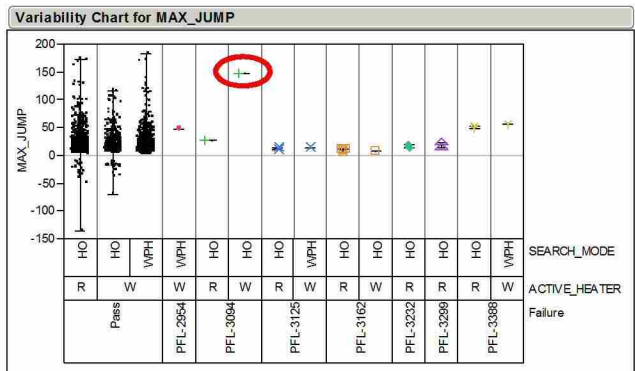 Variability Chart for MAX_JUMP
MAX_JUMP
200
150
100
50
0
-50
-100
-150
HO HO WPH WPH HO HO HO WPH HO HO HO HO HO WPH SEARCH_MODE
R W W R W R W R W R R R W ACTIVE_HEATER
Pass PFL-2954 PFL-3094 PFL-3125 PFL-3162 PFL-3232 PFL-3299 PFL-3388 Failure